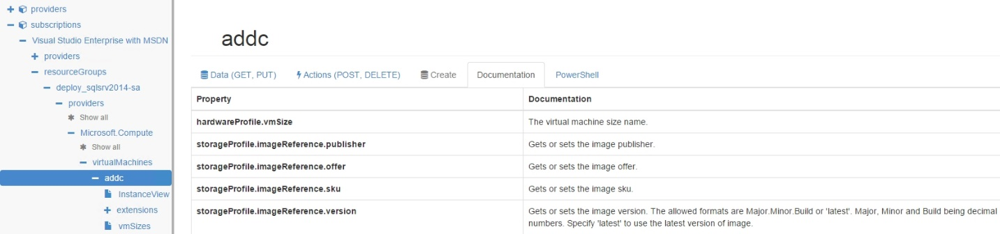 providers
subscriptions
Visual Studio Enterprise with MSDN
providers
resourceGroups
deploy_sqlsrv2014-sa
providers
Show all
Microsoft.Compute
Show all
virtualMachines
addc
InstanceView
extensions
vmSizes
addc
Data (GET, PUT) Actions (POST, DELETE) Create Documentation PowerShell
Property Documentation
hardwareProfile.vmSize The virtual machine size name.
storageProfile.imageReference.publisher Gets or sets the image publisher.
storageProfile.imageReference.offer Gets or sets the image offer.
storageProfile.imageReference.sku Gets or sets the image sku.
storageProfile.imageReference.version Gets or sets the image version. The allowed formats are Major.Minor.Build or 'latest'. Major, Minor and Build being decimal
numbers. Specify 'latest' to use the latest version of image.